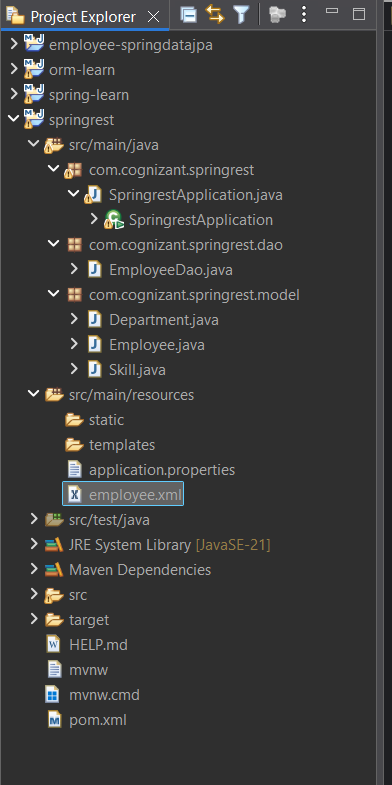 Project Explorer
employee-springdatajpa
orm-learn
spring-learn
springrest
src/main/java
com.cognizant.springrest
SpringrestApplication.java
SpringrestApplication
com.cognizant.springrest.dao
EmployeeDao.java
com.cognizant.springrest.model
Department.java
Employee.java
Skill.java
src/main/resources
static
templates
application.properties
employee.xml
src/test/java
JRE System Library [JavaSE-21]
Maven Dependencies
src
target
HELP.md
mvnw
mvnw.cmd
pom.xml